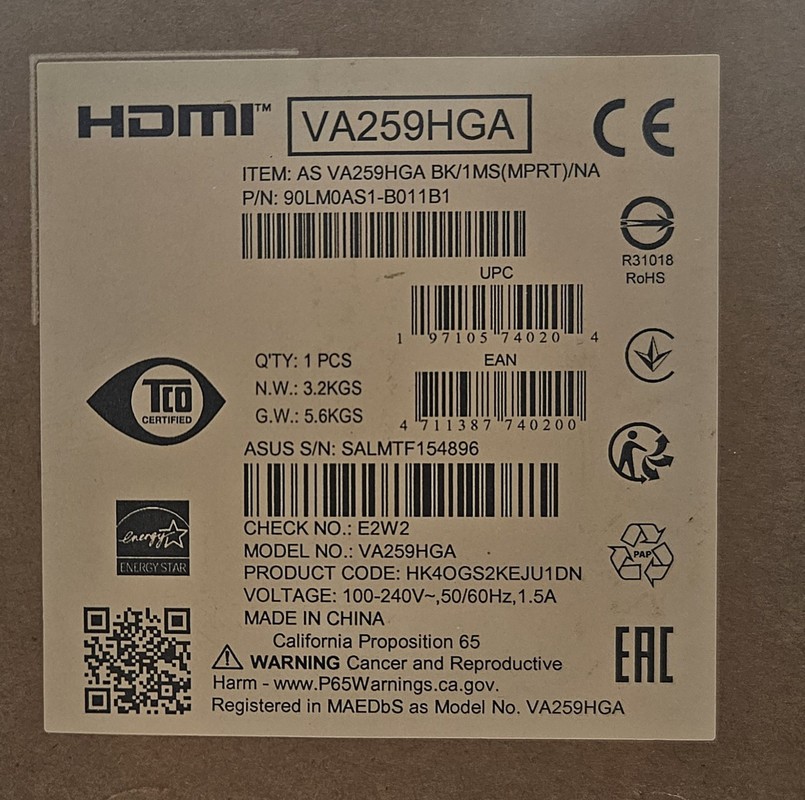 HDMI™ VA259HGA CE
ITEM: AS VA259HGA BK/1MS(MPRT)/NA
P/N: 90LM0AS1-B011B1
R31018
RoHS
UPC
1 97105 74020 4
EAN
4 711387 740200
Q'TY: 1 PCS
N.W.: 3.2KGS
G.W.: 5.6KGS
TCO
CERTIFIED
ASUS S/N: SALMTF154896
CHECK NO.: E2W2
MODEL NO.: VA259HGA
PRODUCT CODE: HK4OGS2KEJU1DN
VOLTAGE: 100-240V~,50/60Hz,1.5A
MADE IN CHINA
energy
ENERGY STAR
PAP
California Proposition 65
WARNING Cancer and Reproductive
Harm - www.P65Warnings.ca.gov.
Registered in MAEDbS as Model No. VA259HGA
EAC